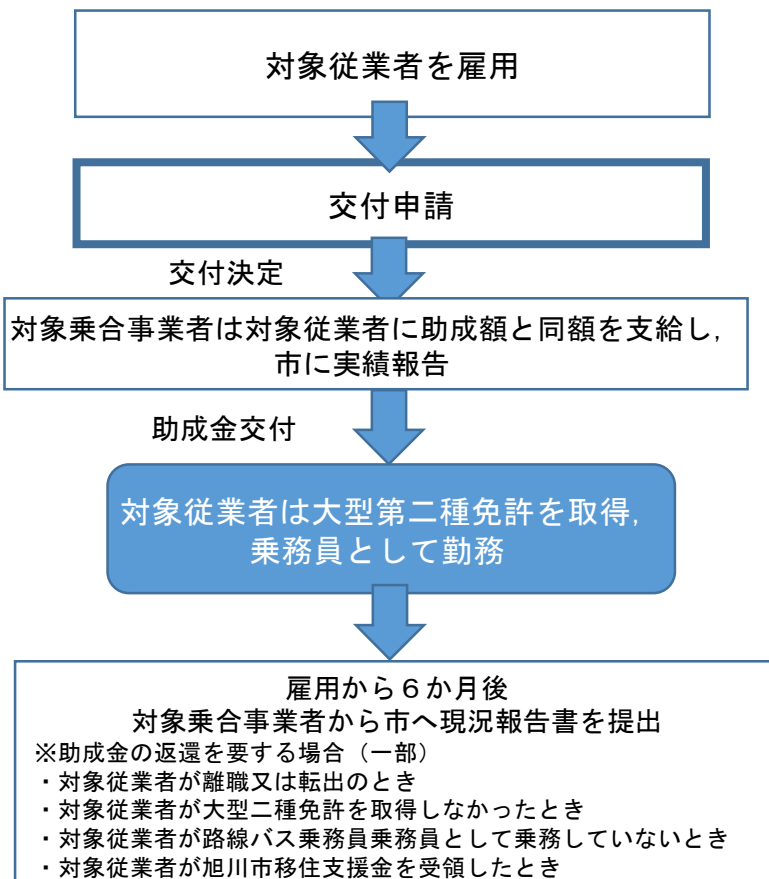 対象従業者を雇用
交付申請
交付決定
対象乗合事業者は対象従業者に助成額と同額を支給し,
市に実績報告
助成金交付
対象従業者は大型第二種免許を取得,
乗務員として勤務
雇用から６か月後
対象乗合事業者から市へ現況報告書を提出
※助成金の返還を要する場合（一部）
・対象従業者が離職又は転出のとき
・対象従業者が大型二種免許を取得しなかったとき
・対象従業者が路線バス乗務員乗務員として乗務していないとき
・対象従業者が旭川市移住支援金を受領したとき